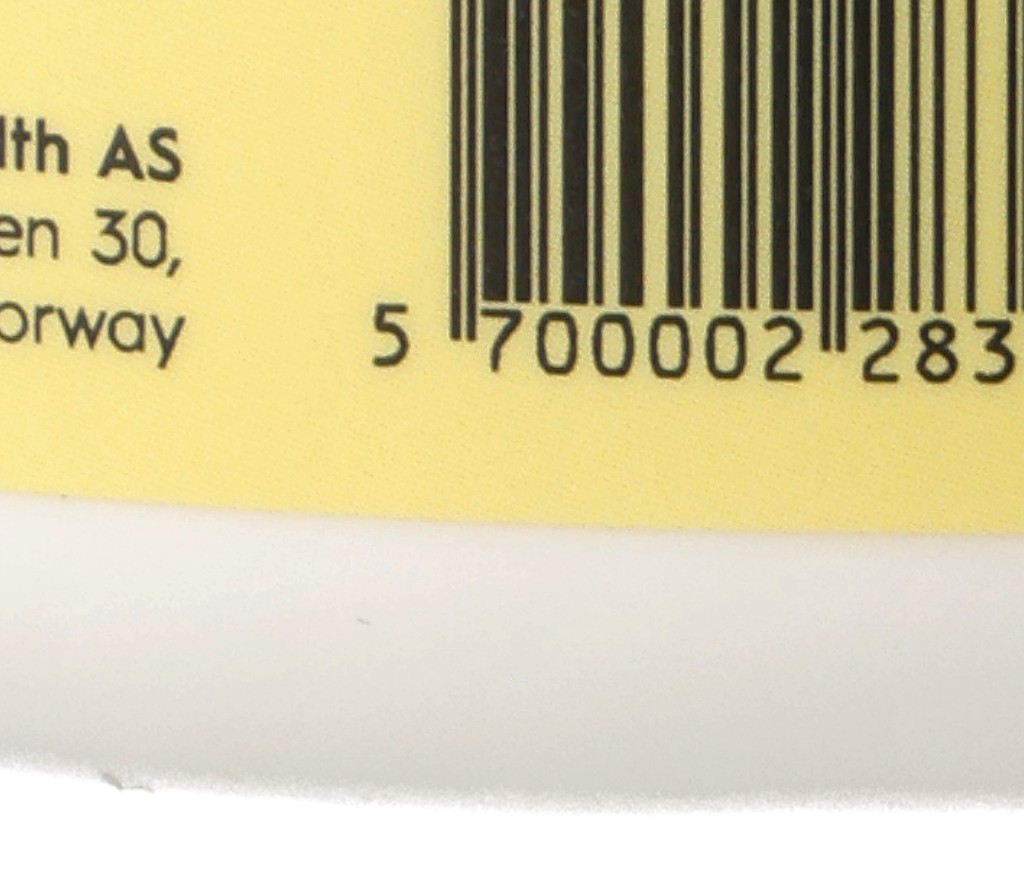 lth AS
en 30,
orway
5 700002 283